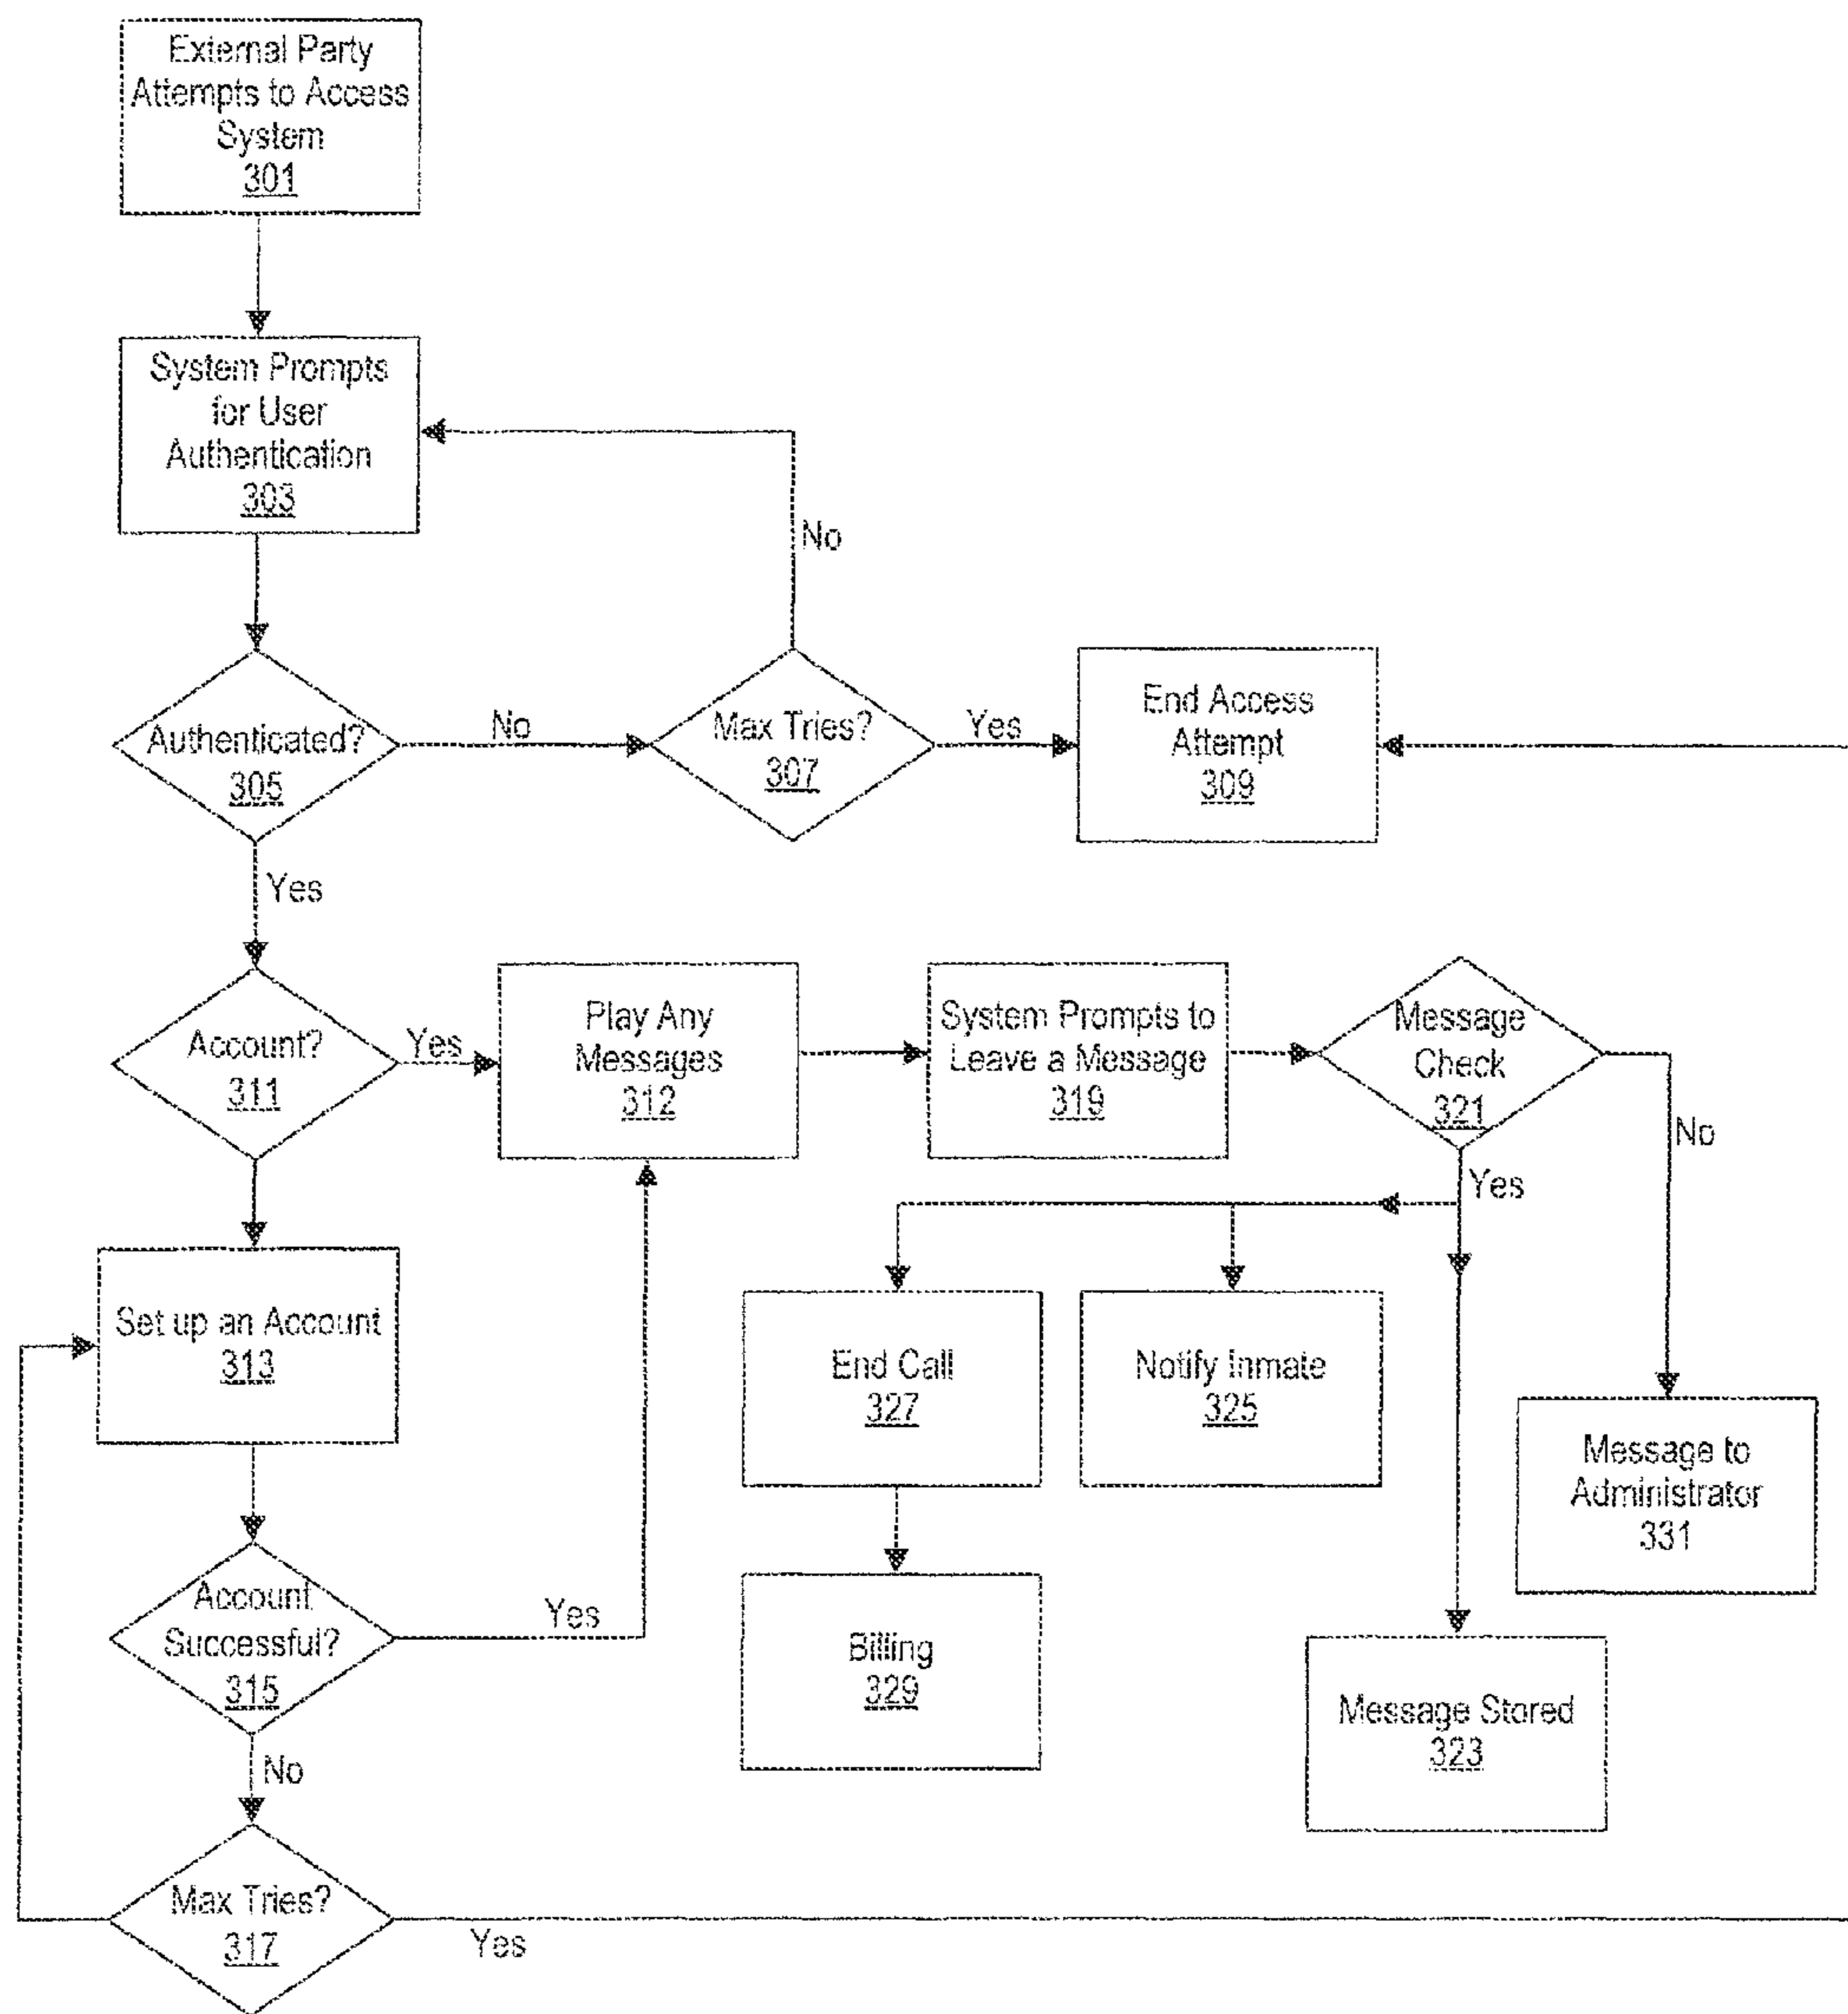 External Party
Attempts to Access
System
301
System Prompts
for User
Authentication
303
No
Authenticated?
305
No
Max Tries?
307
Yes
End Access
Attempt
309
Yes
Account?
311
Yes
Play Any
Messages
312
System Prompts to
Leave a Message
319
Message
Check
321
No
Yes
Set up an Account
313
End Call
327
Notify Inmate
325
Message to
Administrator
331
Account
Successful?
315
Yes
Billing
329
Message Stored
323
No
Max Tries?
317
Yes